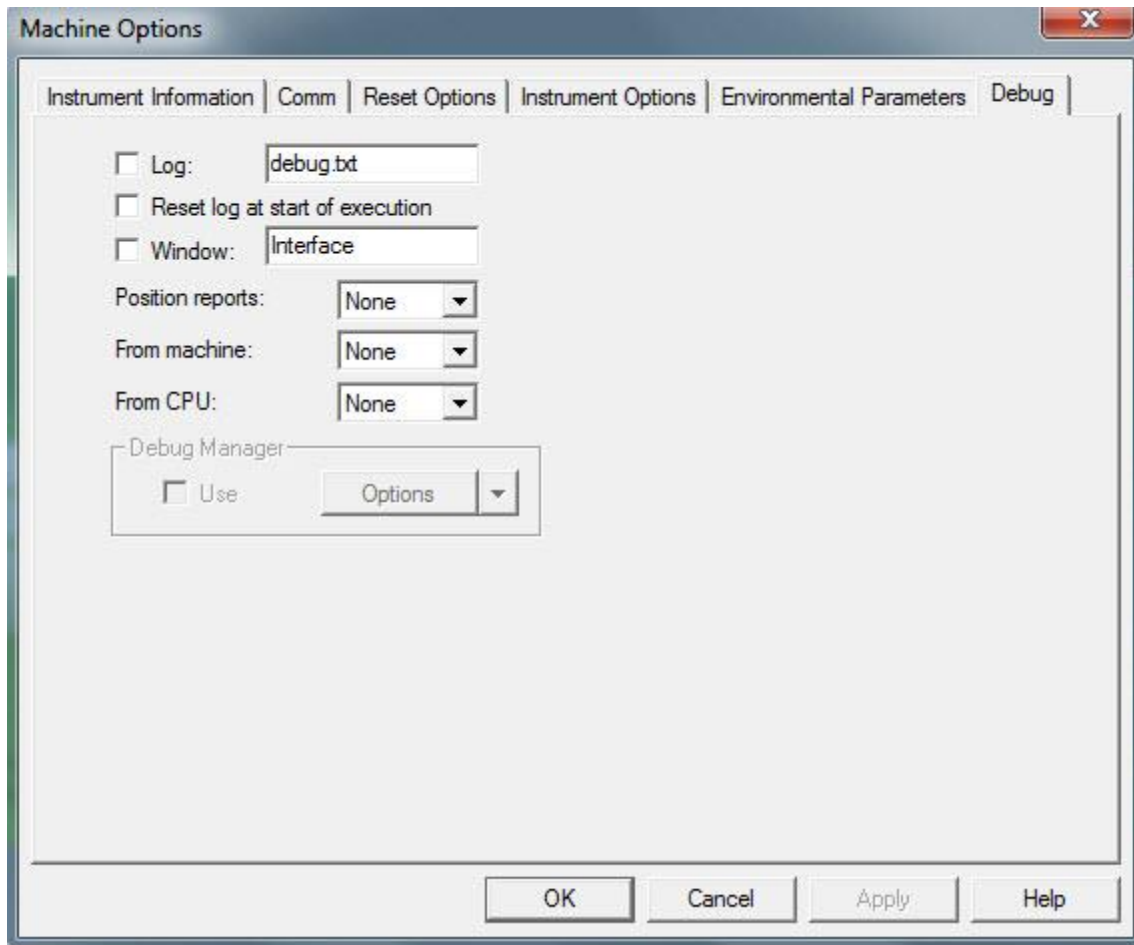 Machine Options
Instrument Information Comm Reset Options Instrument Options Environmental Parameters Debug
Log: debug.txt
Reset log at start of execution
Window: Interface
Position reports: None
From machine: None
From CPU: None
Debug Manager
Use Options
OK Cancel Apply Help